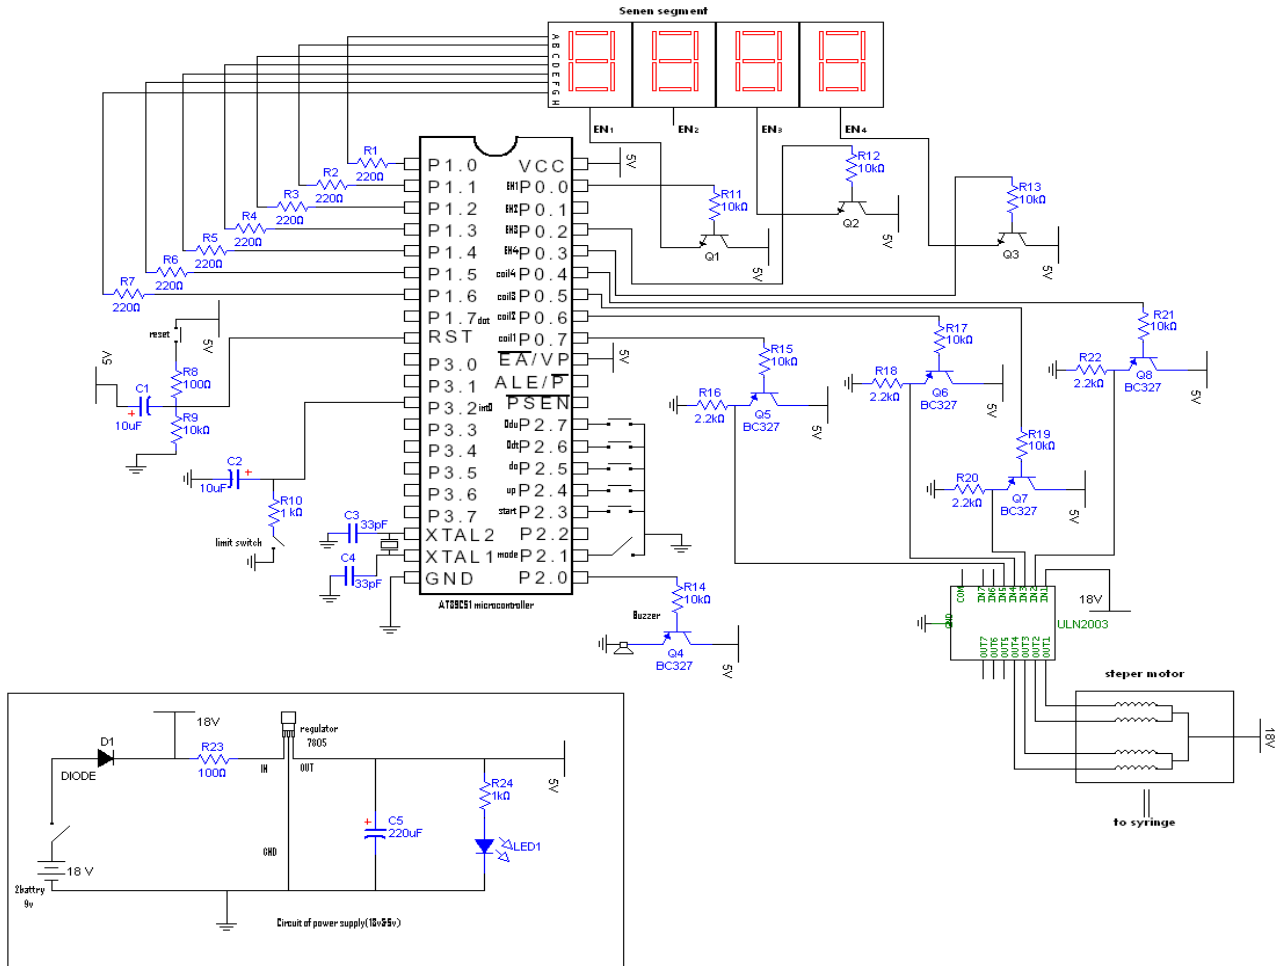 Senen segment
A
B
C
D
E
F
G
H
EN1
EN2
EN3
EN4
R1
220Ω
R2
220Ω
R3
220Ω
R4
220Ω
R5
220Ω
R6
220Ω
R7
220Ω
P1.0
P1.1
P1.2
P1.3
P1.4
P1.5
P1.6
P1.7 dot
RST
P3.0
P3.1
P3.2 int0
P3.3
P3.4
P3.5
P3.6
P3.7
XTAL2
XTAL1
GND
VCC
EN1 P0.0
EN2 P0.1
EN3 P0.2
EN4 P0.3
coil4 P0.4
coil3 P0.5
coil2 P0.6
coil1 P0.7
EA/VP
ALE/P
PSEN
P2.7
P2.6
do P2.5
up P2.4
start P2.3
P2.2
mode P2.1
P2.0
AT89C51 microcontroller
5V
5V
R11
10kΩ
Q1
5V
R12
10kΩ
Q2
5V
R13
10kΩ
Q3
5V
reset
5V
5V
R8
100Ω
C1
10uF
+
R9
10kΩ
C2
+
10uF
R10
1kΩ
limit switch
C3
33pF
C4
33pF
R15
10kΩ
R16
2.2kΩ
Q5
BC327
5V
R17
10kΩ
R18
2.2kΩ
Q6
BC327
5V
R19
10kΩ
R20
2.2kΩ
Q7
BC327
5V
R21
10kΩ
R22
2.2kΩ
Q8
BC327
5V
R14
10kΩ
Buzzer
Q4
BC327
5V
COM
IN7
IN6
IN5
IN4
IN3
IN2
IN1
GND
OUT7
OUT6
OUT5
OUT4
OUT3
OUT2
OUT1
ULN2003
18V
steper motor
18V
to syringe
18V
D1
DIODE
R23
100Ω
IN
OUT
regulator
7805
GND
+
C5
220uF
R24
1kΩ
LED1
5V
18 V
2battry
9v
Circuit of power supply(18v&5v)